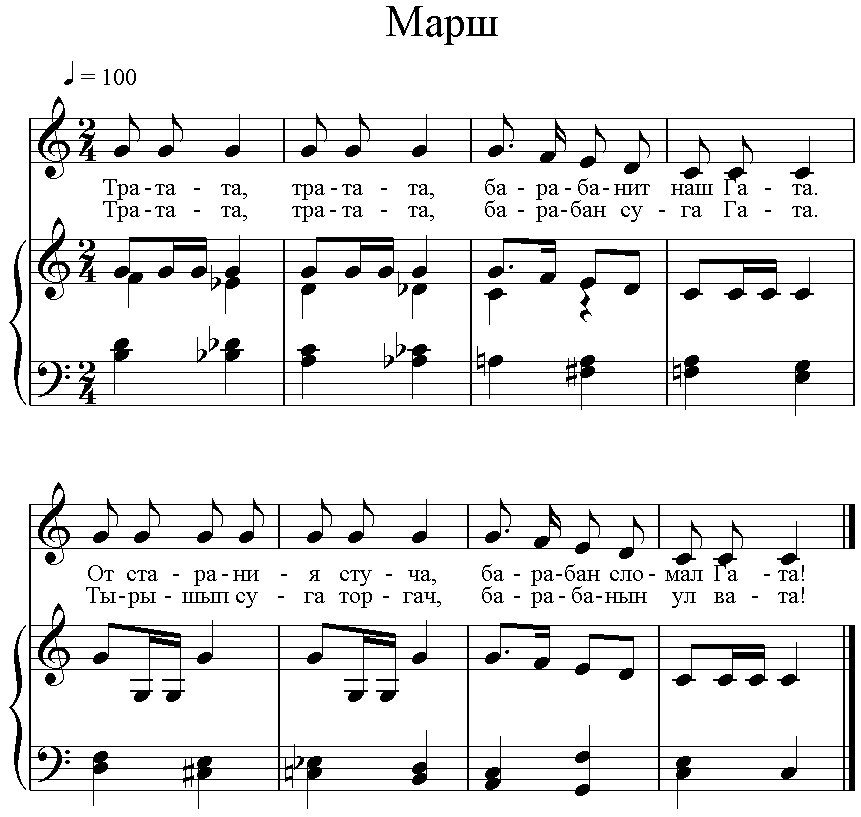 Марш
♩ = 100
Тра-та - та, тра-та - та, ба-ра-ба-нит наш Га - та.
Тра-та - та, тра-та - та, ба-ра-бан су - га Га - та.
От ста - ра-ни - я сту-ча, ба-ра-бан сло-мал Га - та!
Ты-ры - шып су - га тор-гач, ба-ра-ба-нын ул ва - та!